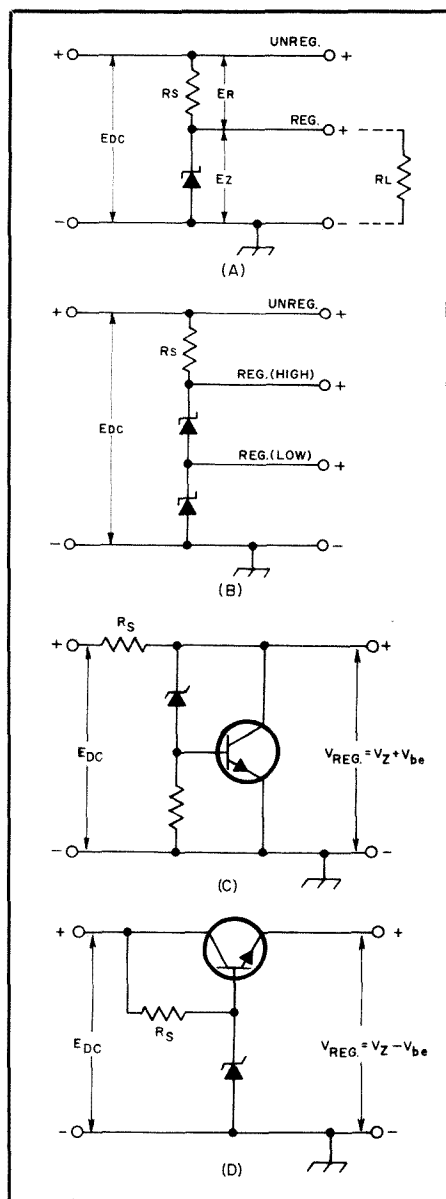 UNREG.
+ +
RS ER
REG.
+
EDC
EZ RL
- - -
(A)
UNREG.
+ +
RS
REG.(HIGH)
+
EDC
REG.(LOW)
+
- -
(B)
RS
+ +
EDC VREG. = VZ + Vbe
- -
(C)
+ +
RS
EDC VREG. = VZ - Vbe
- -
(D)